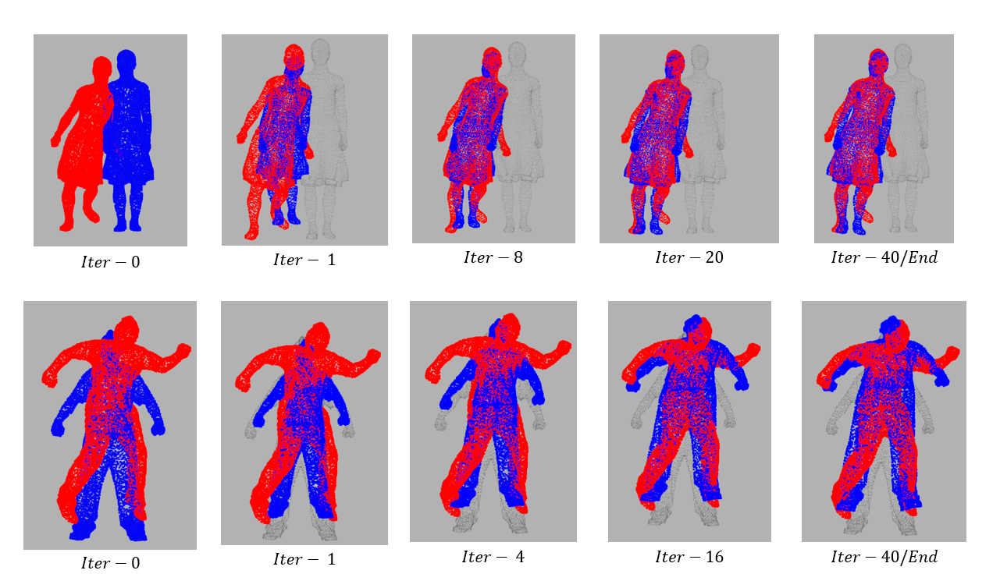 Iter − 0
Iter − 1
Iter − 8
Iter − 20
Iter − 40/End
Iter − 0
Iter − 1
Iter − 4
Iter − 16
Iter − 40/End